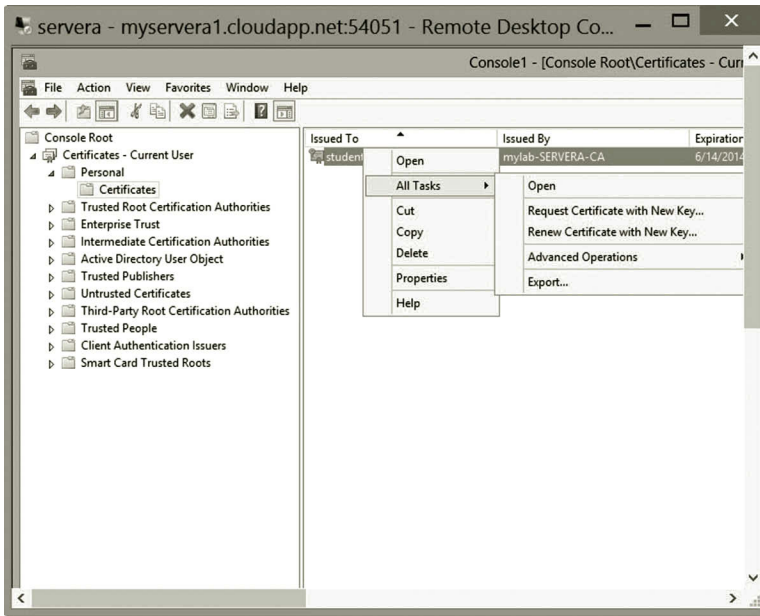 servera - myservera1.cloudapp.net:54051 - Remote Desktop Co...
Console1 - [Console Root\Certificates - Curr
File Action View Favorites Window Help
Console Root
Certificates - Current User
Personal
Certificates
Trusted Root Certification Authorities
Enterprise Trust
Intermediate Certification Authorities
Active Directory User Object
Trusted Publishers
Untrusted Certificates
Third-Party Root Certification Authorities
Trusted People
Client Authentication Issuers
Smart Card Trusted Roots
Issued To Issued By Expiration
student mylab-SERVERA-CA 6/14/2014
Open
All Tasks
Cut
Copy
Delete
Properties
Help
Open
Request Certificate with New Key...
Renew Certificate with New Key...
Advanced Operations
Export...